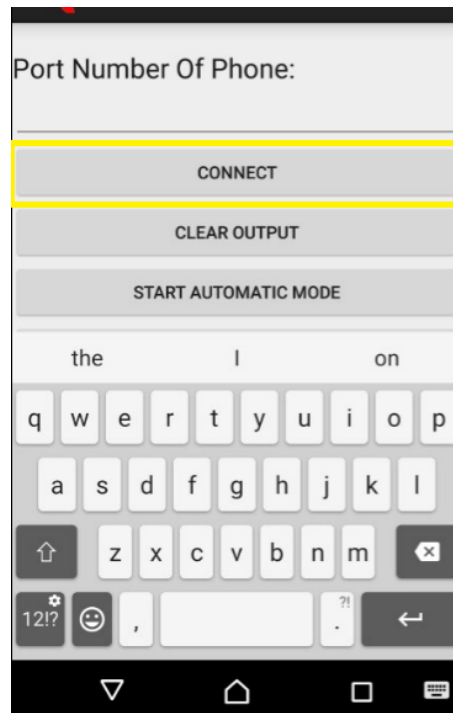 Port Number Of Phone:
CONNECT
CLEAR OUTPUT
START AUTOMATIC MODE
the I on
q w e r t y u i o p
a s d f g h j k l
z x c v b n m
12!? , ?! .